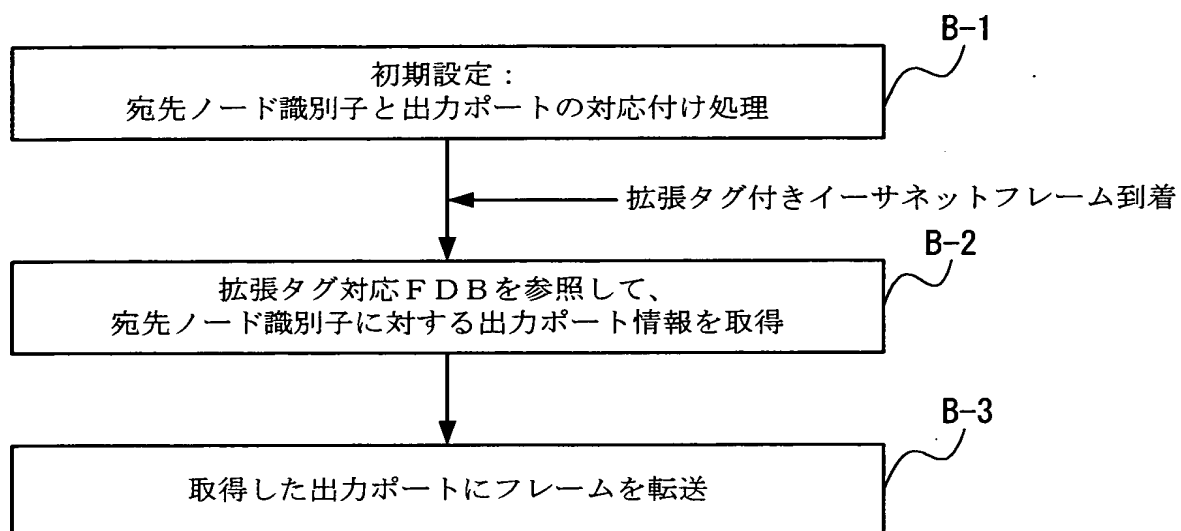 B-1
初期設定：
宛先ノード識別子と出力ポートの対応付け処理
拡張タグ付きイーサネットフレーム到着
B-2
拡張タグ対応ＦＤＢを参照して、
宛先ノード識別子に対する出力ポート情報を取得
B-3
取得した出力ポートにフレームを転送